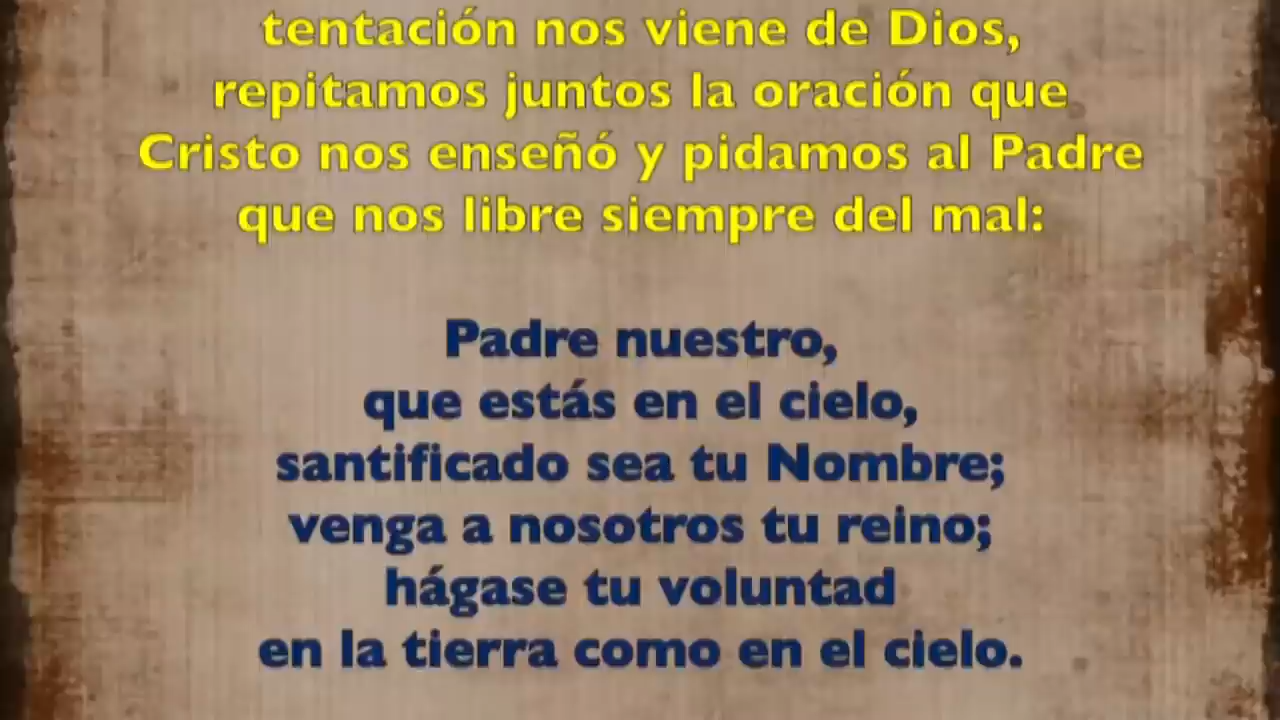 tentación nos viene de Dios,
repitamos juntos la oración que
Cristo nos enseñó y pidamos al Padre
que nos libre siempre del mal:
Padre nuestro,
que estás en el cielo,
santificado sea tu Nombre;
venga a nosotros tu reino;
hágase tu voluntad
en la tierra como en el cielo.